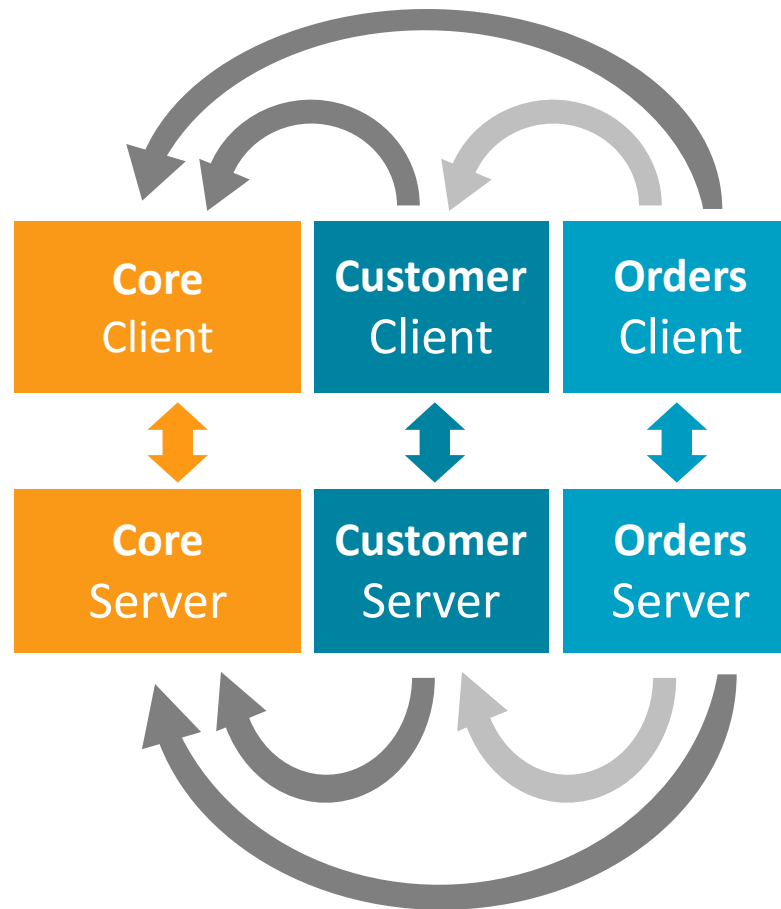 Core
Client
Customer
Client
Orders
Client
Core
Server
Customer
Server
Orders
Server